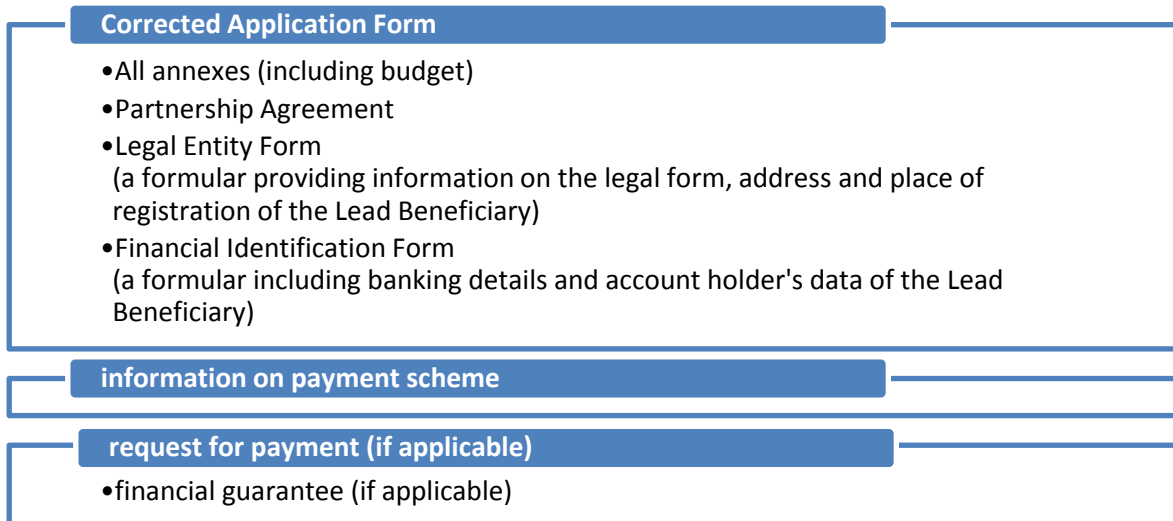 Corrected Application Form
•All annexes (including budget)
•Partnership Agreement
•Legal Entity Form
(a formular providing information on the legal form, address and place of
registration of the Lead Beneficiary)
•Financial Identification Form
(a formular including banking details and account holder's data of the Lead
Beneficiary)
information on payment scheme
request for payment (if applicable)
•financial guarantee (if applicable)